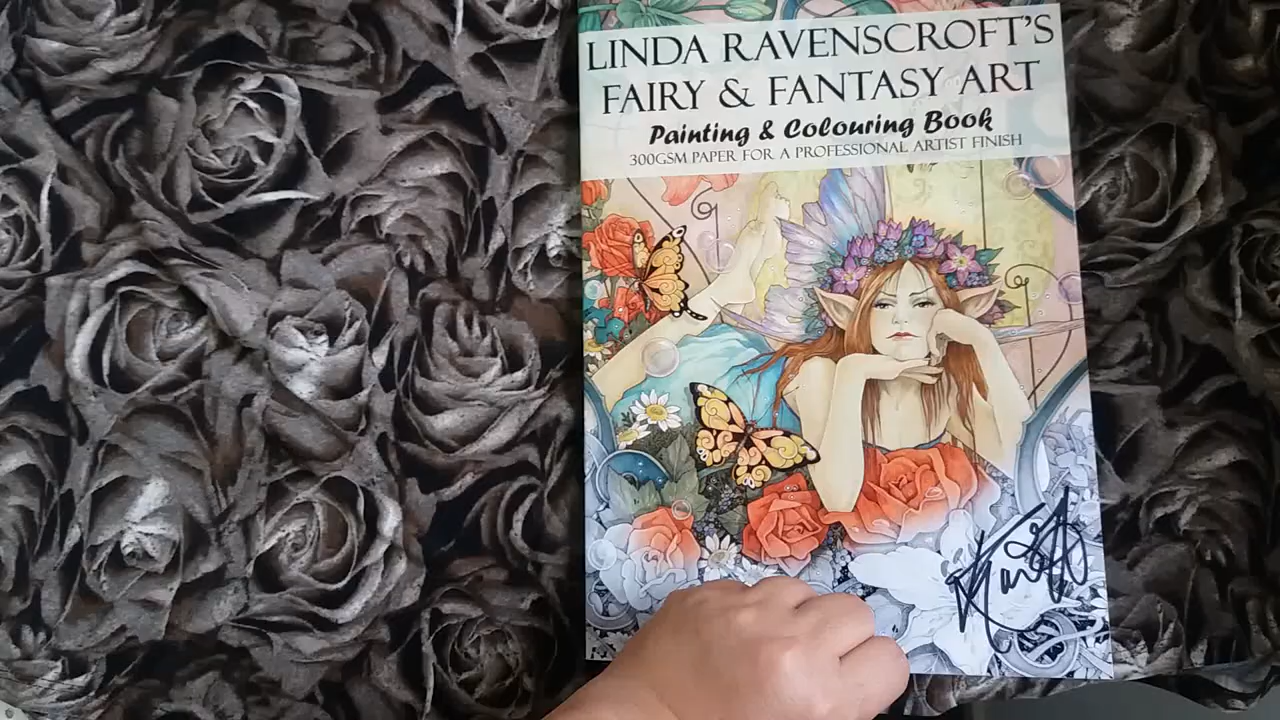 LINDA RAVENSCROFT'S
FAIRY & FANTASY ART
Painting & Colouring Book
300GSM PAPER FOR A PROFESSIONAL ARTIST FINISH